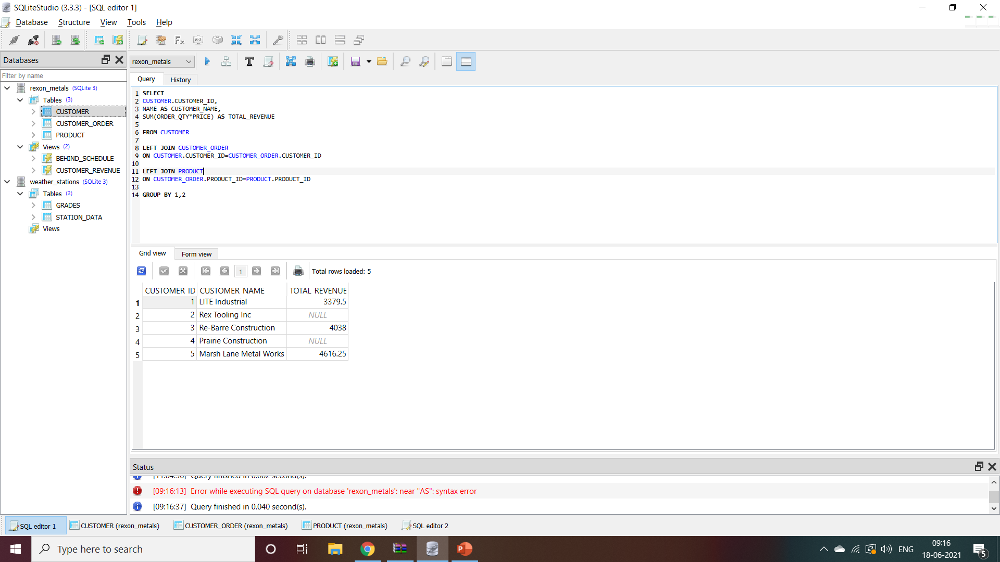 SQLiteStudio (3.3.3) - [SQL editor 1]
Database Structure View Tools Help
Databases
Filter by name
rexon_metals (SQLite 3)
Tables (3)
CUSTOMER
CUSTOMER_ORDER
PRODUCT
Views (2)
BEHIND_SCHEDULE
CUSTOMER_REVENUE
weather_stations (SQLite 3)
Tables (2)
GRADES
STATION_DATA
Views
rexon_metals
Query History
1 SELECT
2 CUSTOMER.CUSTOMER_ID,
3 NAME AS CUSTOMER_NAME,
4 SUM(ORDER_QTY*PRICE) AS TOTAL_REVENUE
5
6 FROM CUSTOMER
7
8 LEFT JOIN CUSTOMER_ORDER
9 ON CUSTOMER.CUSTOMER_ID=CUSTOMER_ORDER.CUSTOMER_ID
10
11 LEFT JOIN PRODUCT
12 ON CUSTOMER_ORDER.PRODUCT_ID=PRODUCT.PRODUCT_ID
13
14 GROUP BY 1,2
Grid view Form view
1 Total rows loaded: 5
CUSTOMER_ID CUSTOMER_NAME TOTAL_REVENUE
1 1 LITE Industrial 3379.5
2 2 Rex Tooling Inc NULL
3 3 Re-Barre Construction 4038
4 4 Prairie Construction NULL
5 5 Marsh Lane Metal Works 4616.25
Status
Query finished in 0.002 second(s).
[09:16:13] Error while executing SQL query on database 'rexon_metals': near "AS": syntax error
[09:16:37] Query finished in 0.040 second(s).
SQL editor 1 CUSTOMER (rexon_metals) CUSTOMER_ORDER (rexon_metals) PRODUCT (rexon_metals) SQL editor 2
Type here to search
ENG
09:16
18-06-2021
5